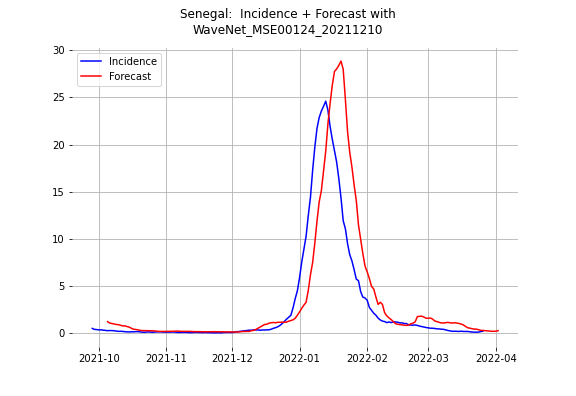 Senegal:  Incidence + Forecast with
WaveNet_MSE00124_20211210
Incidence
Forecast
30
25
20
15
10
5
0
2021-10 2021-11 2021-12 2022-01 2022-02 2022-03 2022-04